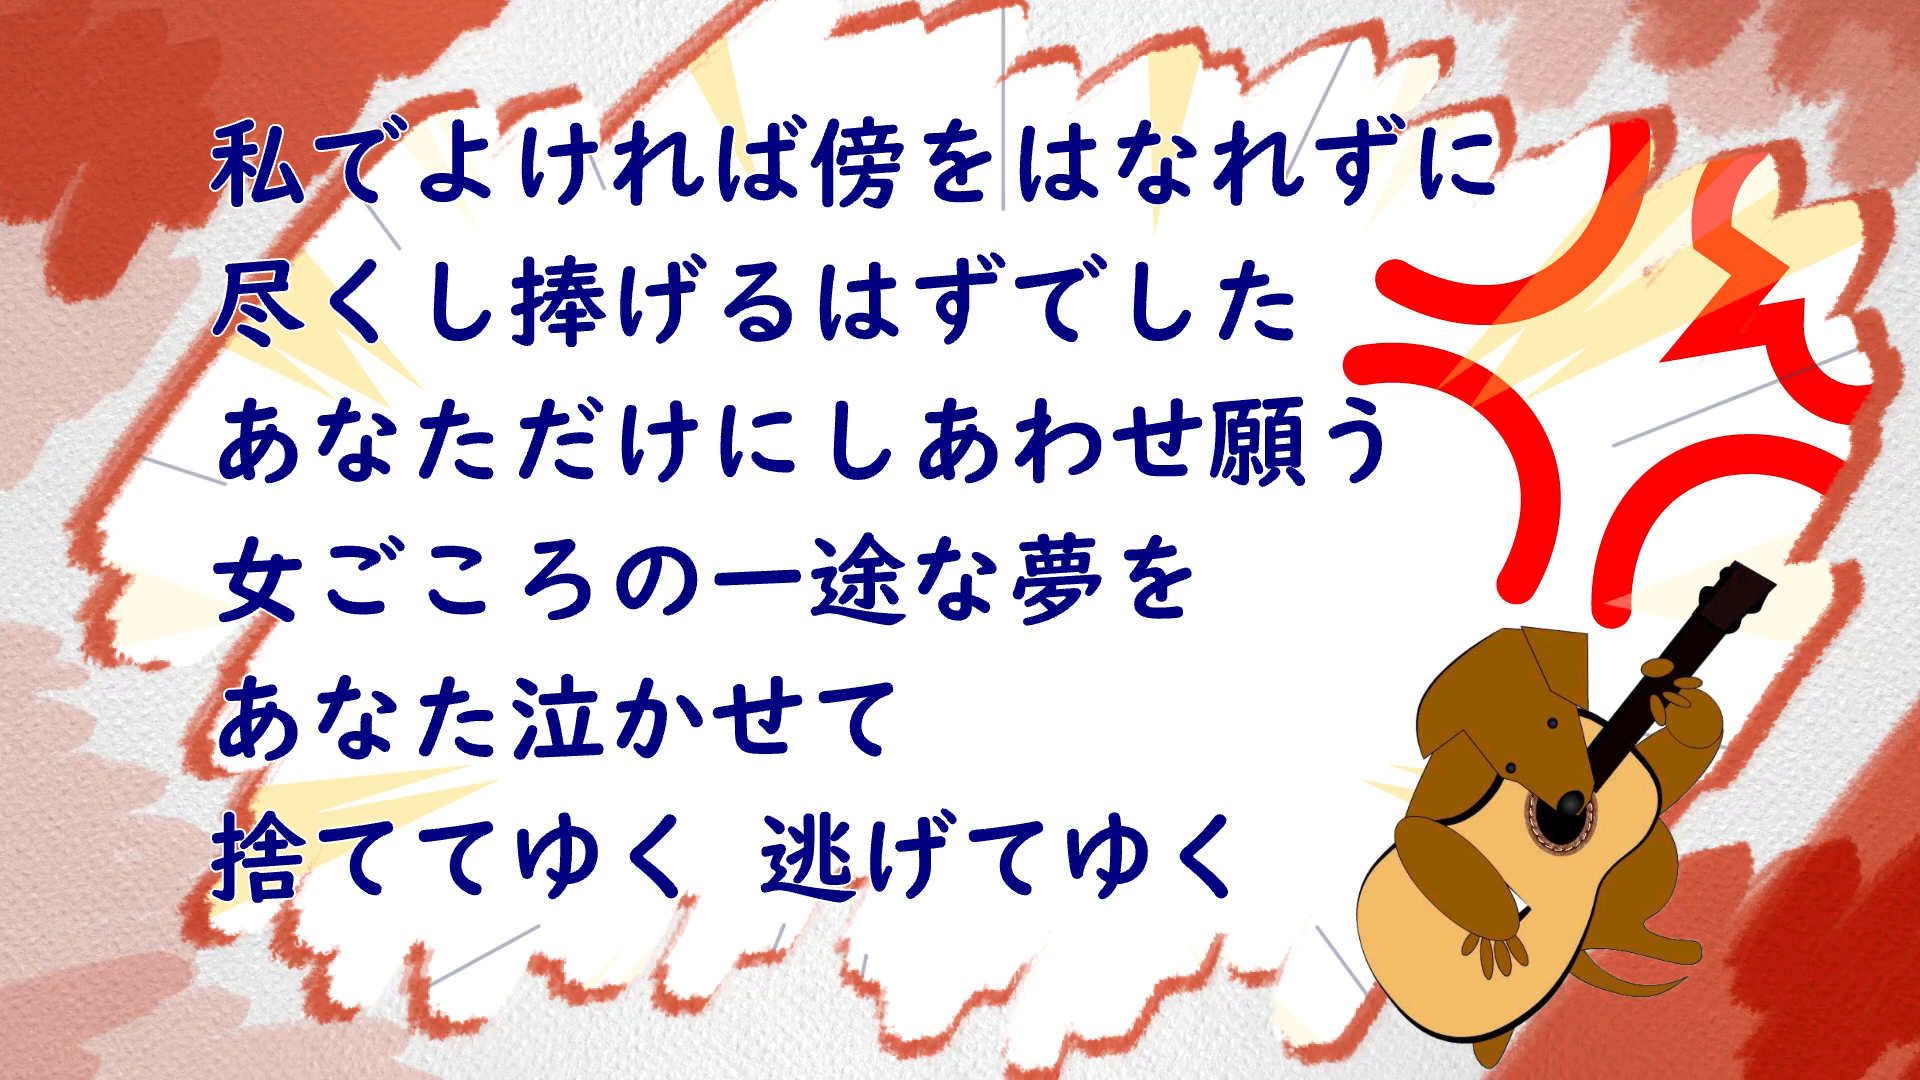 私でよければ傍をはなれずに
尽くし捧げるはずでした
あなただけにしあわせ願う
女ごころの一途な夢を
あなた泣かせて
捨ててゆく 逃げてゆく